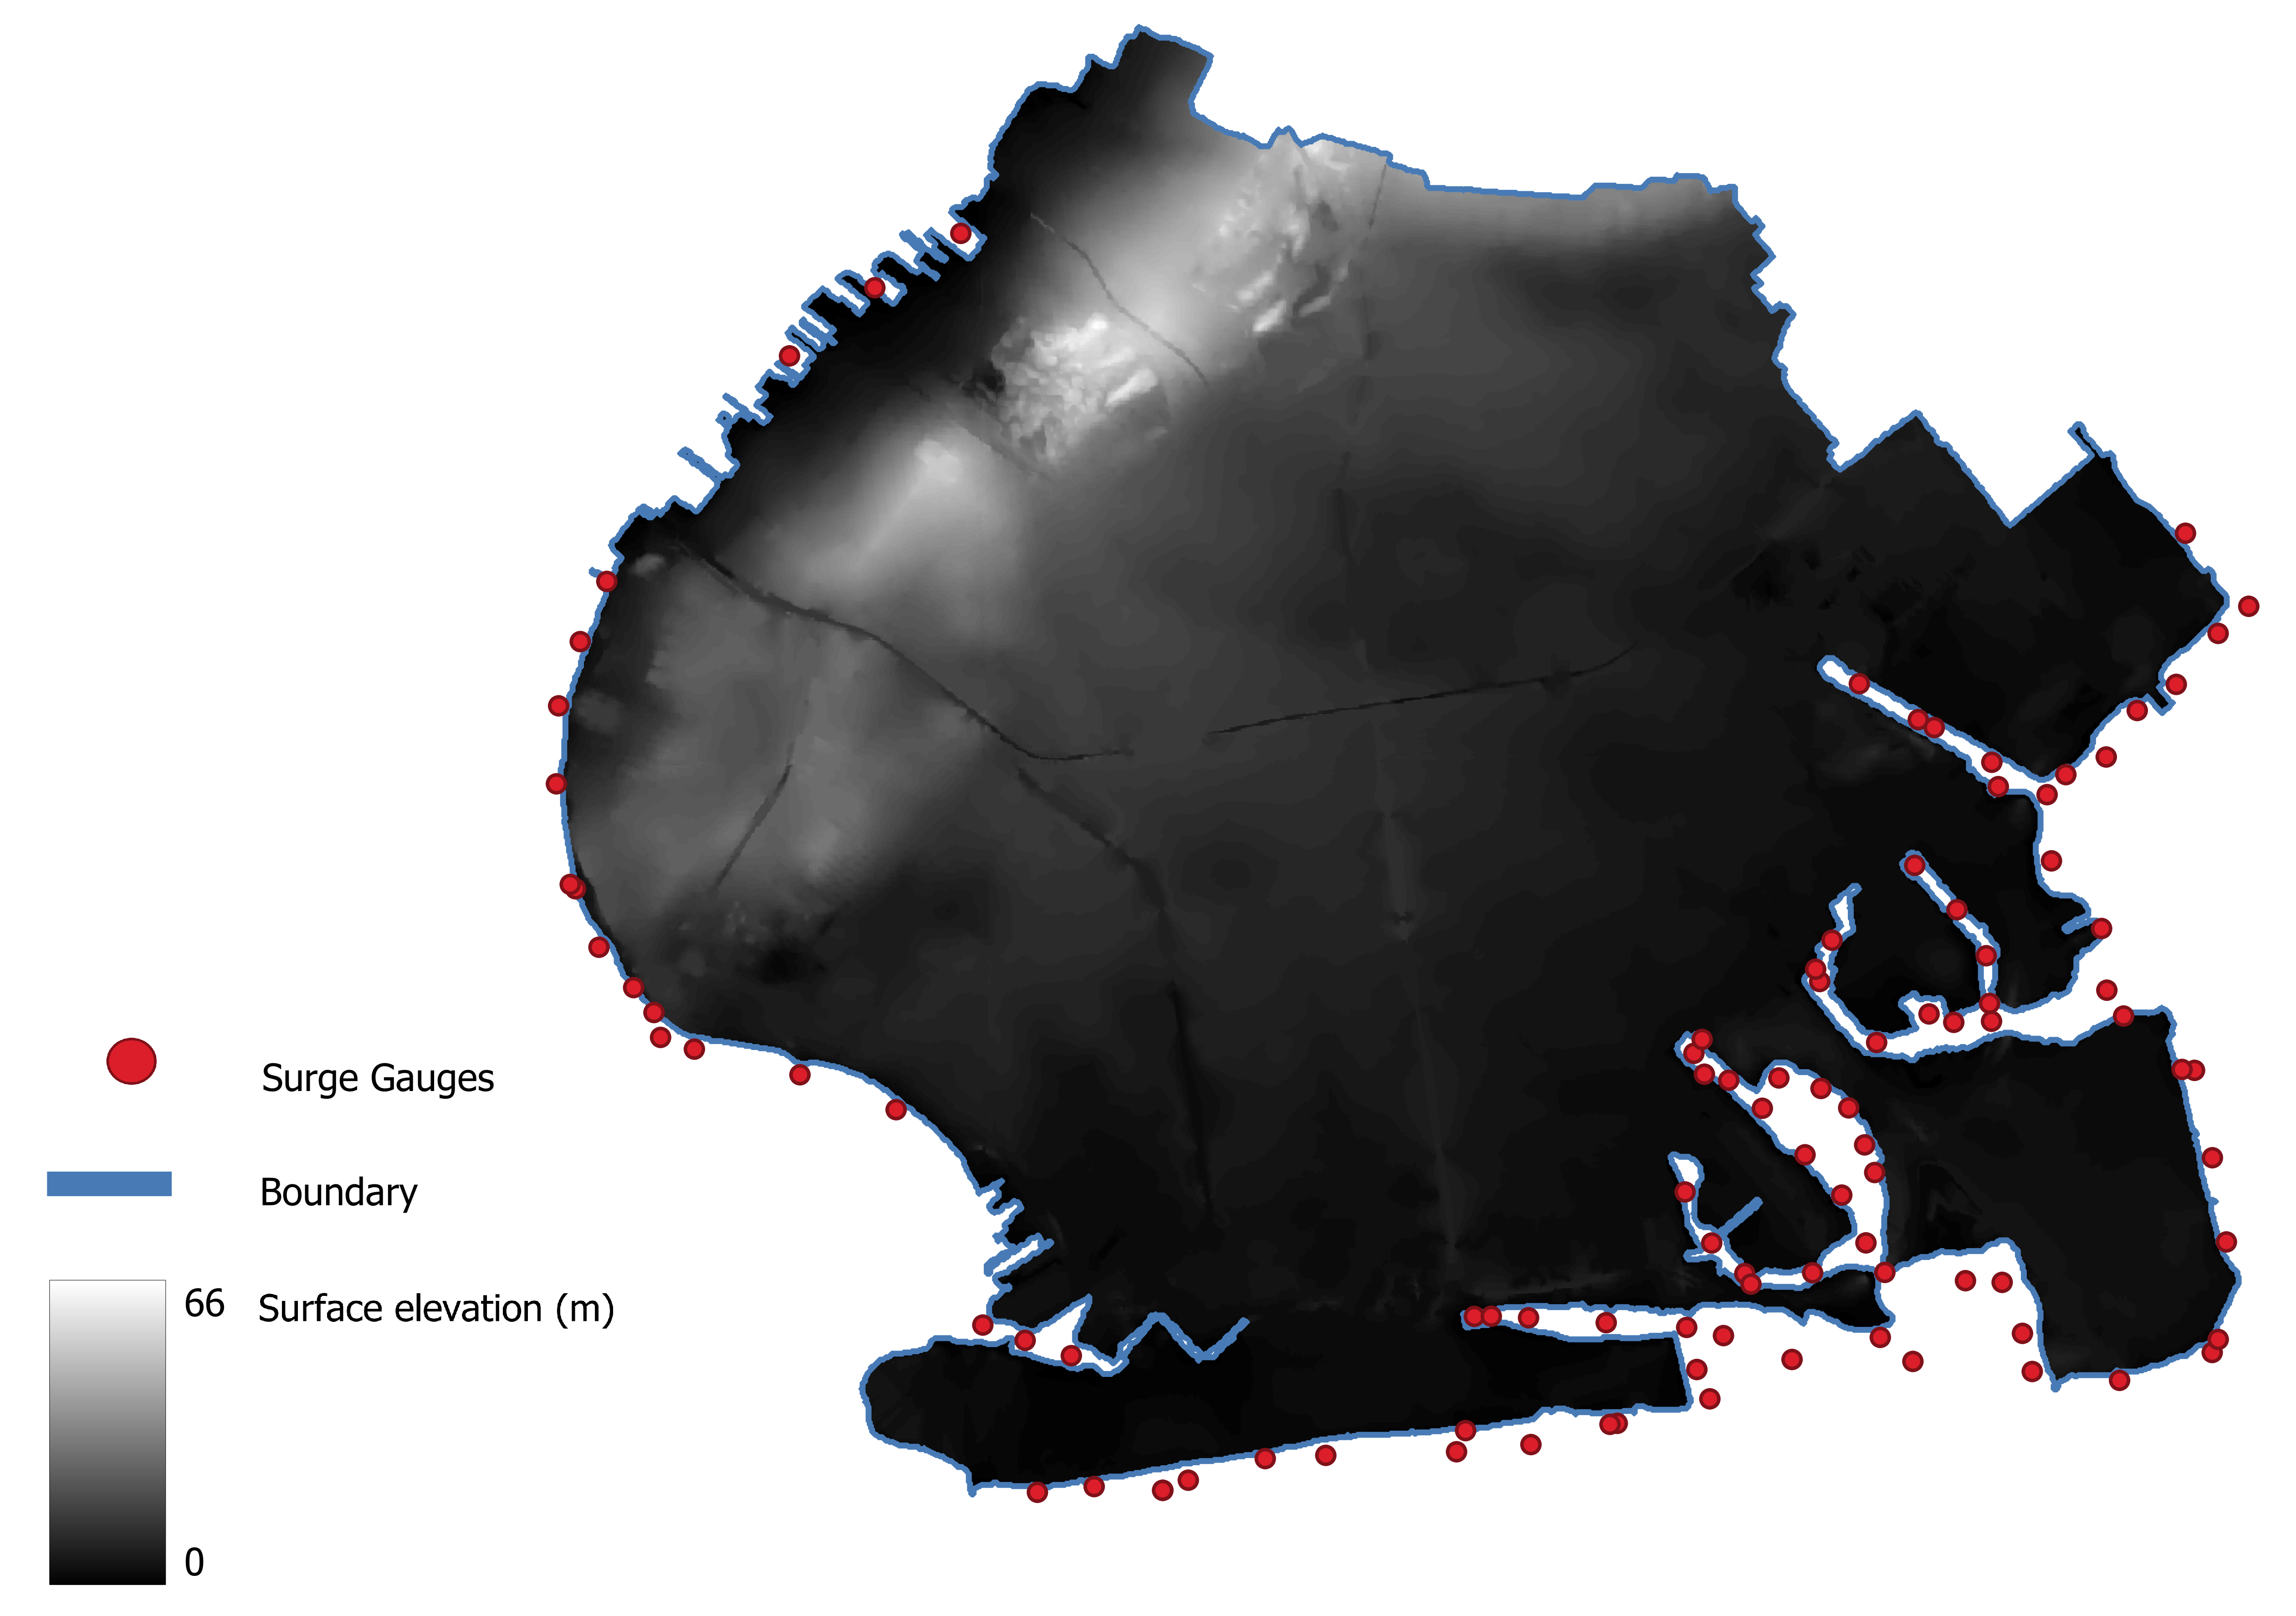 Surge Gauges
Boundary
66
Surface elevation (m)
0